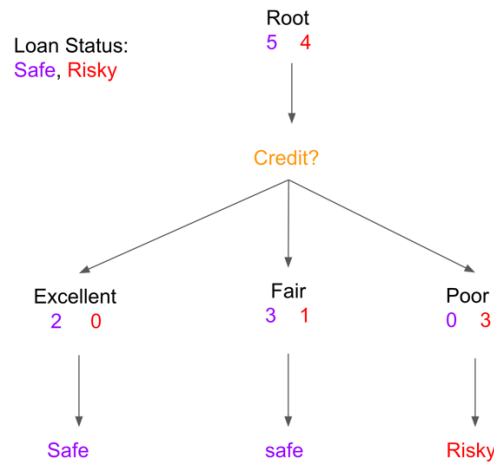 Root
5 4
Loan Status:
Safe, Risky
Credit?
Excellent
2 0
Fair
3 1
Poor
0 3
Safe
safe
Risky